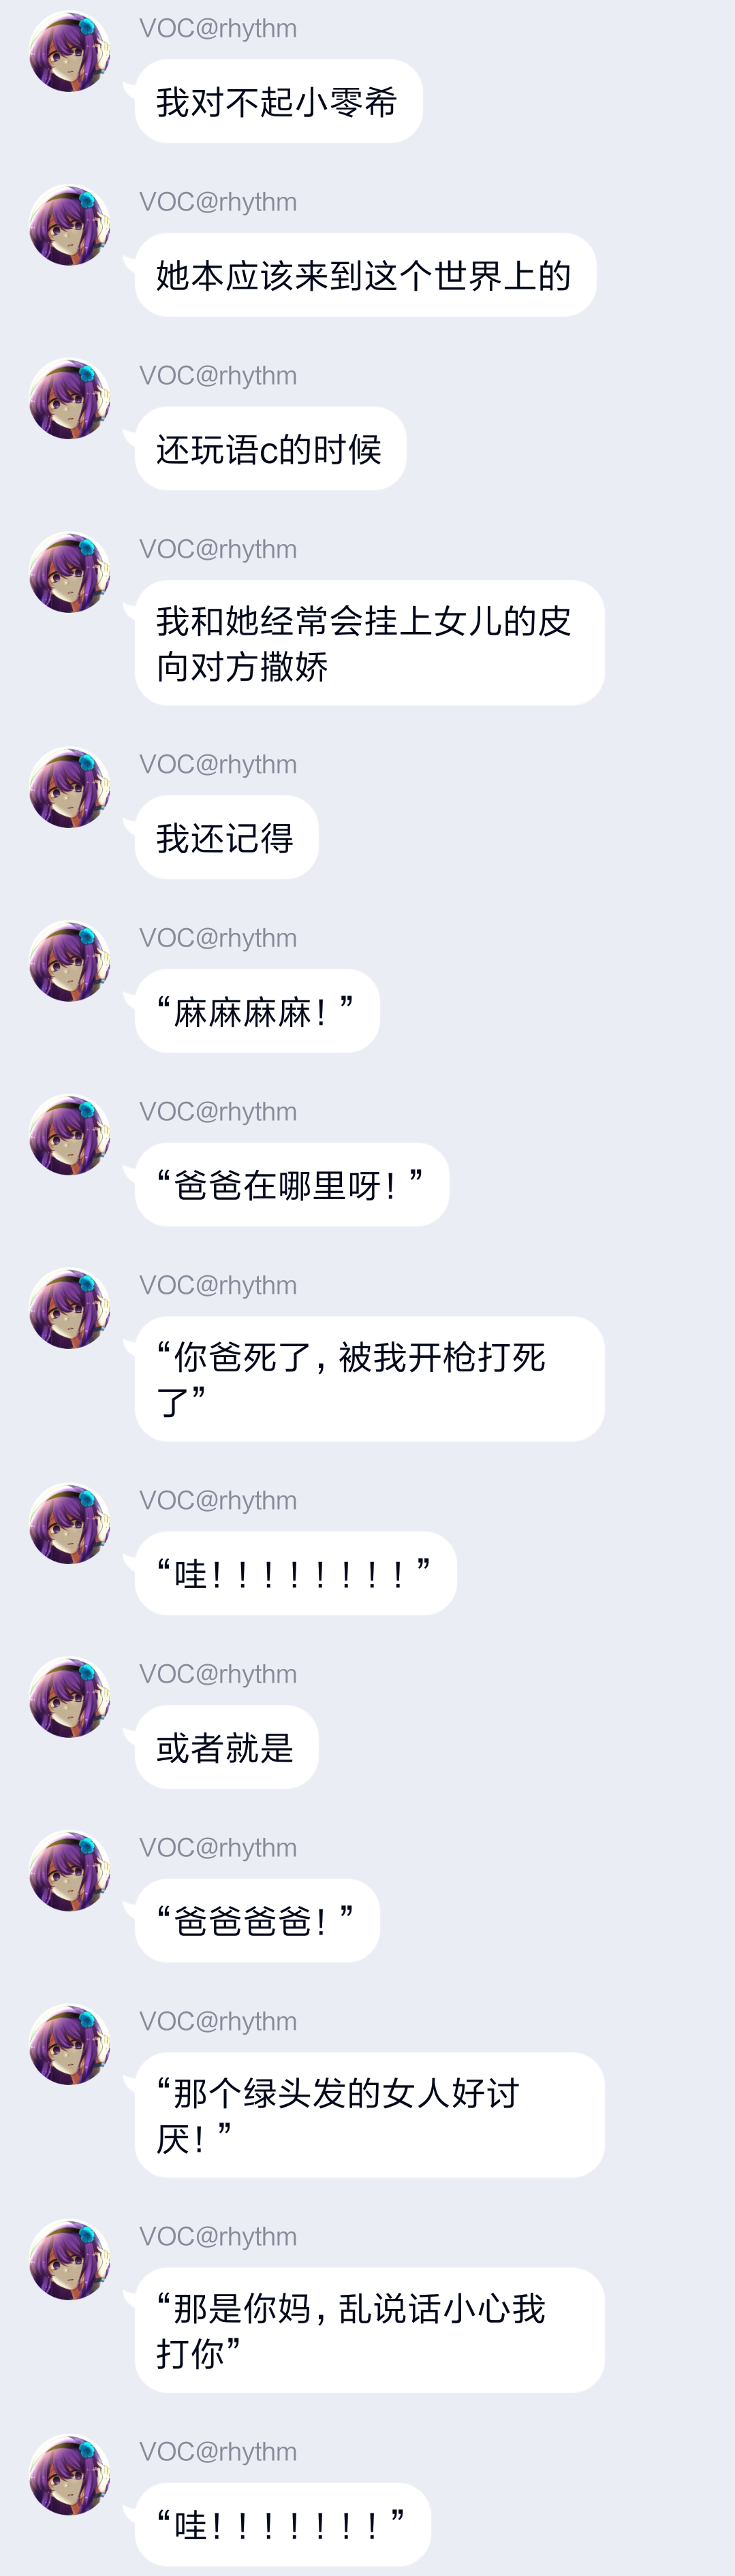 VOC@rhythm
我对不起小零希
VOC@rhythm
她本应该来到这个世界上的
VOC@rhythm
还玩语c的时候
VOC@rhythm
我和她经常会挂上女儿的皮
向对方撒娇
VOC@rhythm
我还记得
VOC@rhythm
“麻麻麻麻！”
VOC@rhythm
“爸爸在哪里呀！”
VOC@rhythm
“你爸死了，被我开枪打死
了”
VOC@rhythm
“哇！！！！！！！！”
VOC@rhythm
或者就是
VOC@rhythm
“爸爸爸爸！”
VOC@rhythm
“那个绿头发的女人好讨
厌！”
VOC@rhythm
“那是你妈，乱说话小心我
打你”
VOC@rhythm
“哇！！！！！！！”